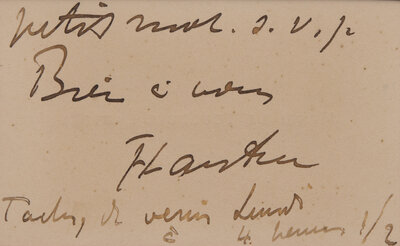 petit mot. s. v. p
Bien à vous
Tachez de venir Lundi
à 4 heures 1/2